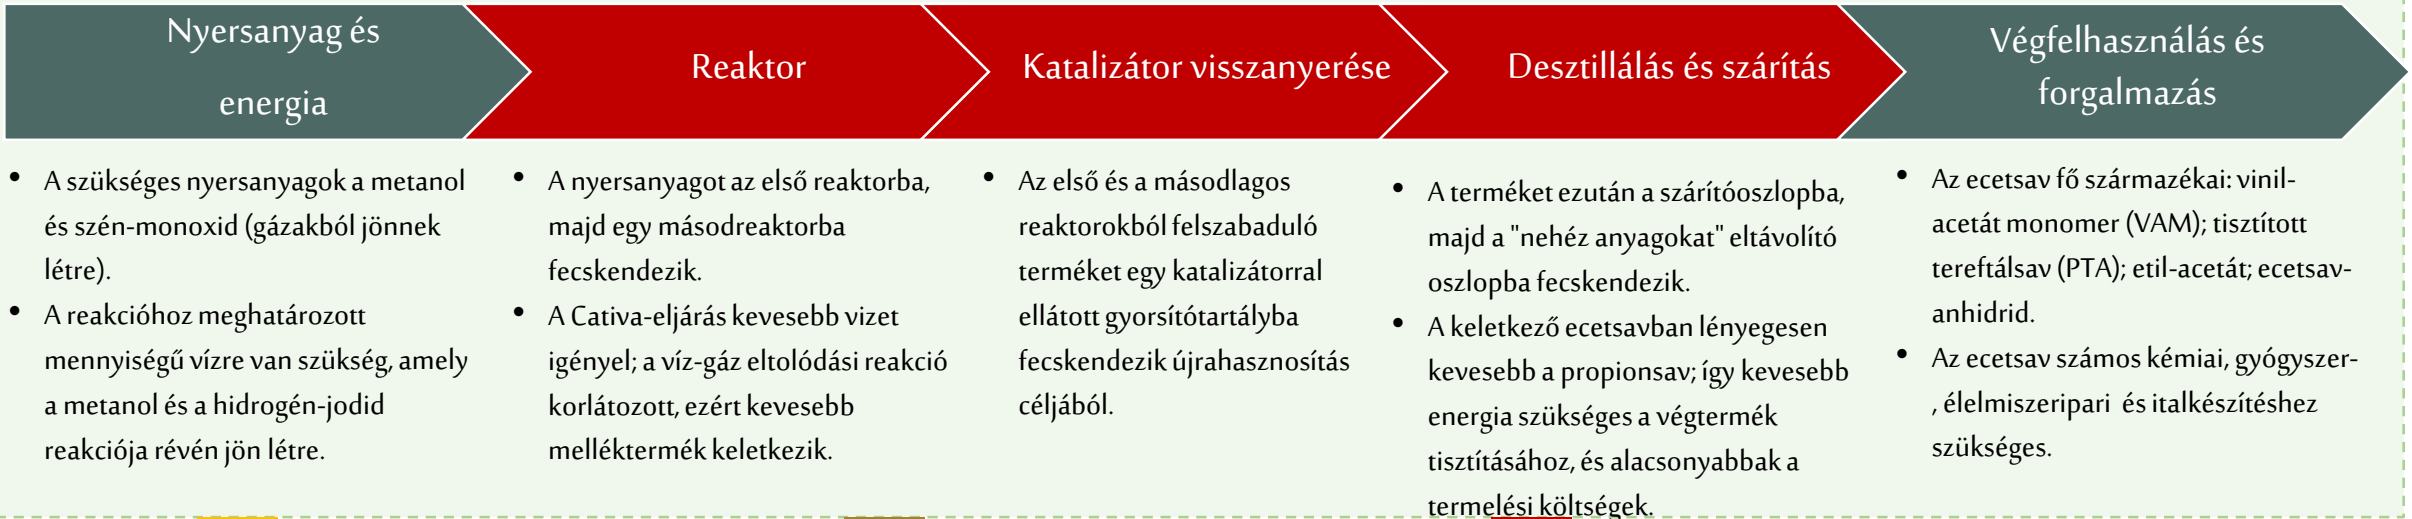 Nyersanyag és
energia
Reaktor
Katalizátor visszanyerése
Desztillálás és szárítás
Végfelhasználás és
forgalmazás
• A szükséges nyersanyagok a metanol
és szén-monoxid (gázakból jönnek
létre).
• A reakcióhoz meghatározott
mennyiségű vízre van szükség, amely
a metanol és a hidrogén-jodid
reakciója révén jön létre.
• A nyersanyagot az első reaktorba,
majd egy másodreaktorba
fecskendezik.
• A Cativa-eljárás kevesebb vizet
igényel; a víz-gáz eltolódási reakció
korlátozott, ezért kevesebb
melléktermék keletkezik.
• Az első és a másodlagos
reaktorokból felszabaduló
terméket egy katalizátorral
ellátott gyorsítótartályba
fecskendezik újrahasznosítás
céljából.
• A terméket ezután a szárítóoszlopba,
majd a "nehéz anyagokat" eltávolító
oszlopba fecskendezik.
• A keletkező ecetsavban lényegesen
kevesebb a propionsav; így kevesebb
energia szükséges a végtermék
tisztításához, és alacsonyabbak a
termelési költségek.
• Az ecetsav fő származékai: vinil-
acetát monomer (VAM); tisztított
tereftálsav (PTA); etil-acetát; ecetsav-
anhidrid.
• Az ecetsav számos kémiai, gyógyszer-
, élelmiszeripari és italkészítéshez
szükséges.